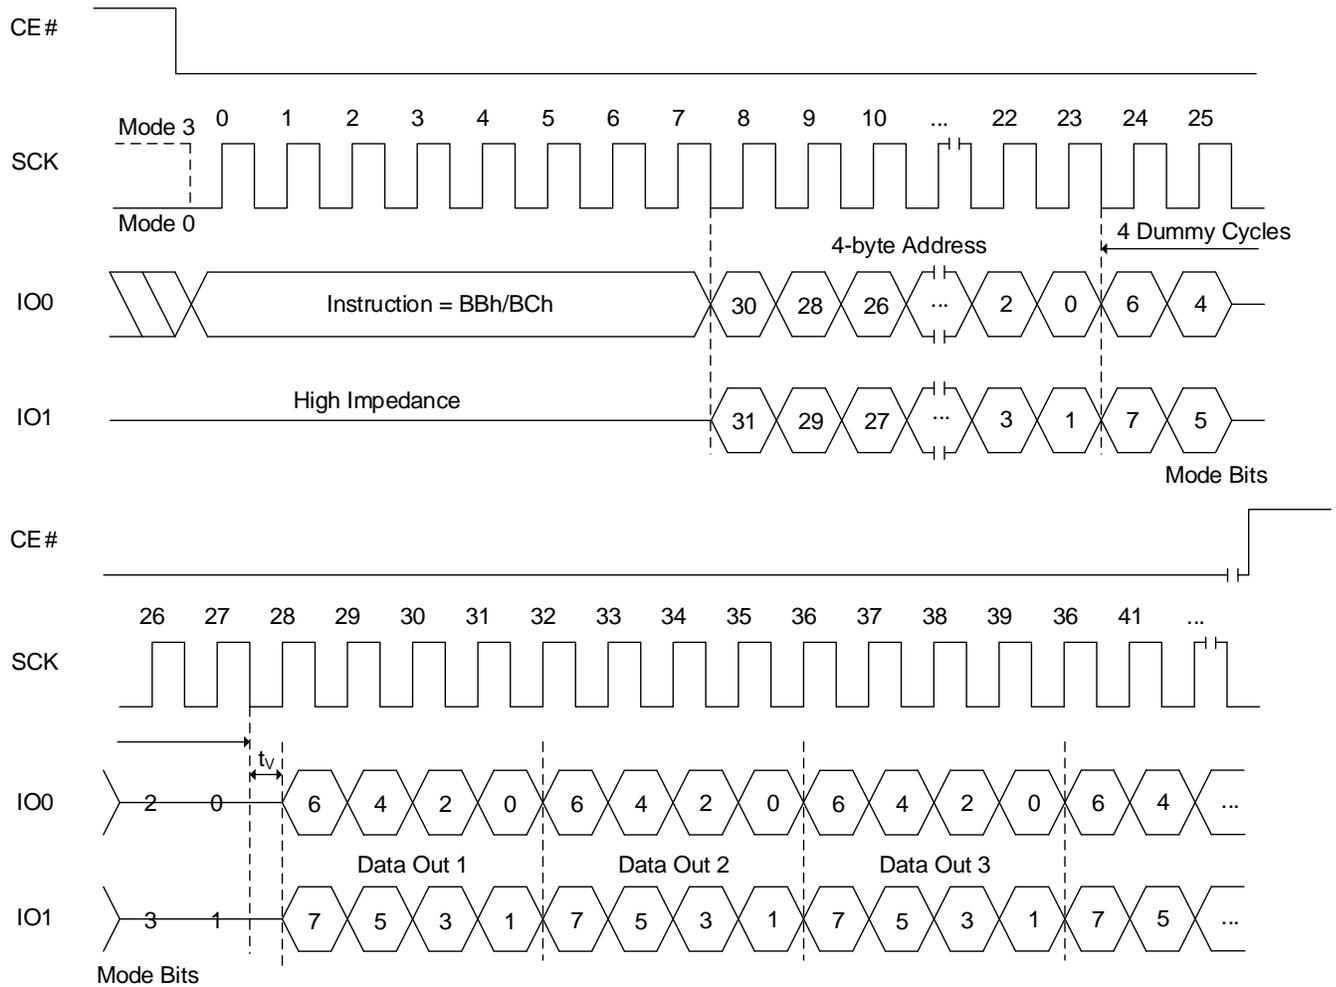 CE#
0 1 2 3 4 5 6 7 8 9 10 ... 22 23 24 25
Mode 3
SCK
Mode 0
4 Dummy Cycles
4-byte Address
IO0 Instruction = BBh/BCh 30 28 26 ... 2 0 6 4
High Impedance
IO1 31 29 27 ... 3 1 7 5
Mode Bits
CE#
26 27 28 29 30 31 32 33 34 35 36 37 38 39 36 41 ...
SCK
tV
IO0 2 0 6 4 2 0 6 4 2 0 6 4 2 0 6 4 ...
Data Out 1 Data Out 2 Data Out 3
IO1 3 1 7 5 3 1 7 5 3 1 7 5 3 1 7 5 ...
Mode Bits